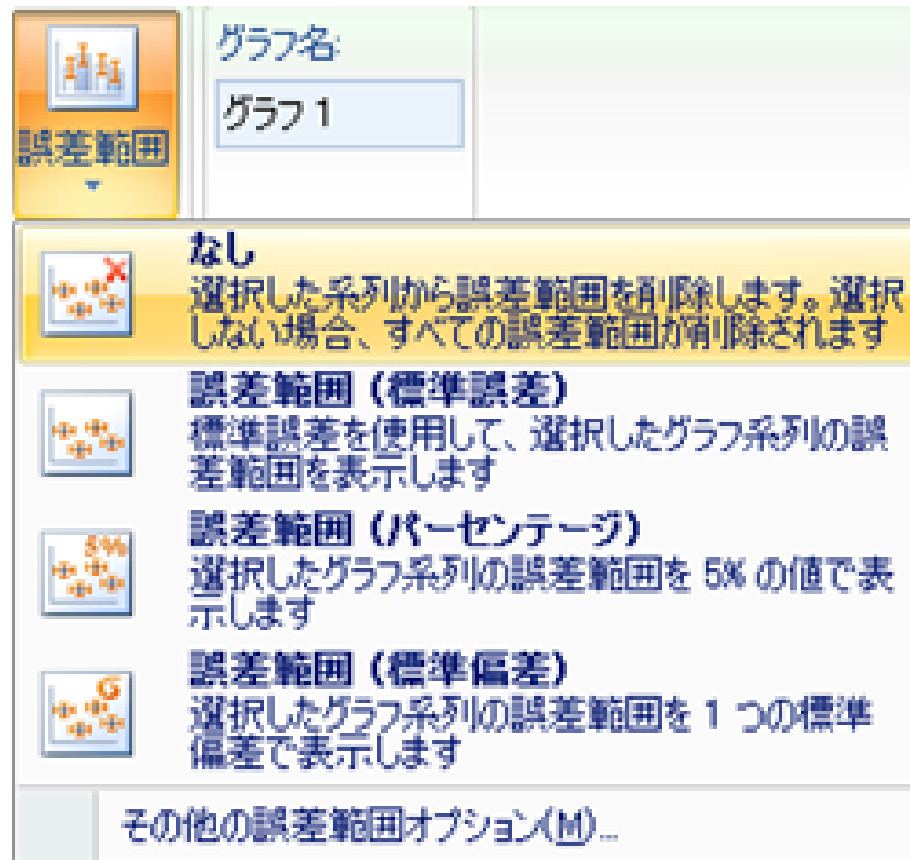 誤差範囲
グラフ名:
グラフ 1
なし
選択した系列から誤差範囲を削除します。選択
しない場合、すべての誤差範囲が削除されます
誤差範囲 (標準誤差)
標準誤差を使用して、選択したグラフ系列の誤
差範囲を表示します
5%
誤差範囲 (パーセンテージ)
選択したグラフ系列の誤差範囲を 5% の値で表
示します
誤差範囲 (標準偏差)
選択したグラフ系列の誤差範囲を 1 つの標準
偏差で表示します
その他の誤差範囲オプション(M)...